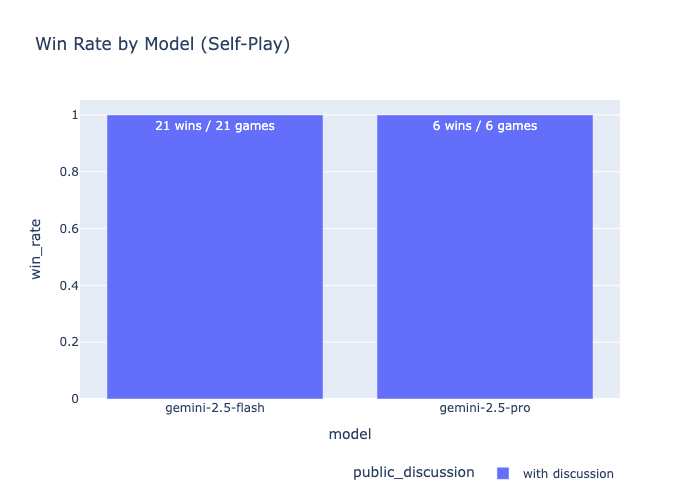 Win Rate by Model (Self-Play)
1
21 wins / 21 games
6 wins / 6 games
0.8
0.6
0.4
0.2
0
win_rate
gemini-2.5-flash
gemini-2.5-pro
model
public_discussion
with discussion